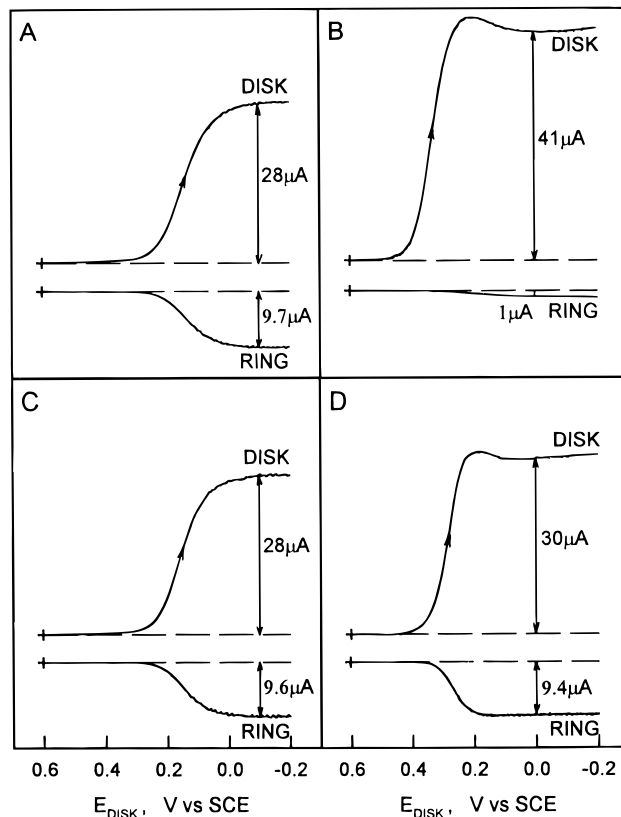 A
DISK
28µA
9.7µA
RING
B
DISK
41µA
1µA RING
C
DISK
28µA
9.6µA
RING
D
DISK
30µA
9.4µA
RING
0.6 0.4 0.2 0.0 -0.2
0.6 0.4 0.2 0.0 -0.2
E_DISK, V vs SCE
E_DISK, V vs SCE